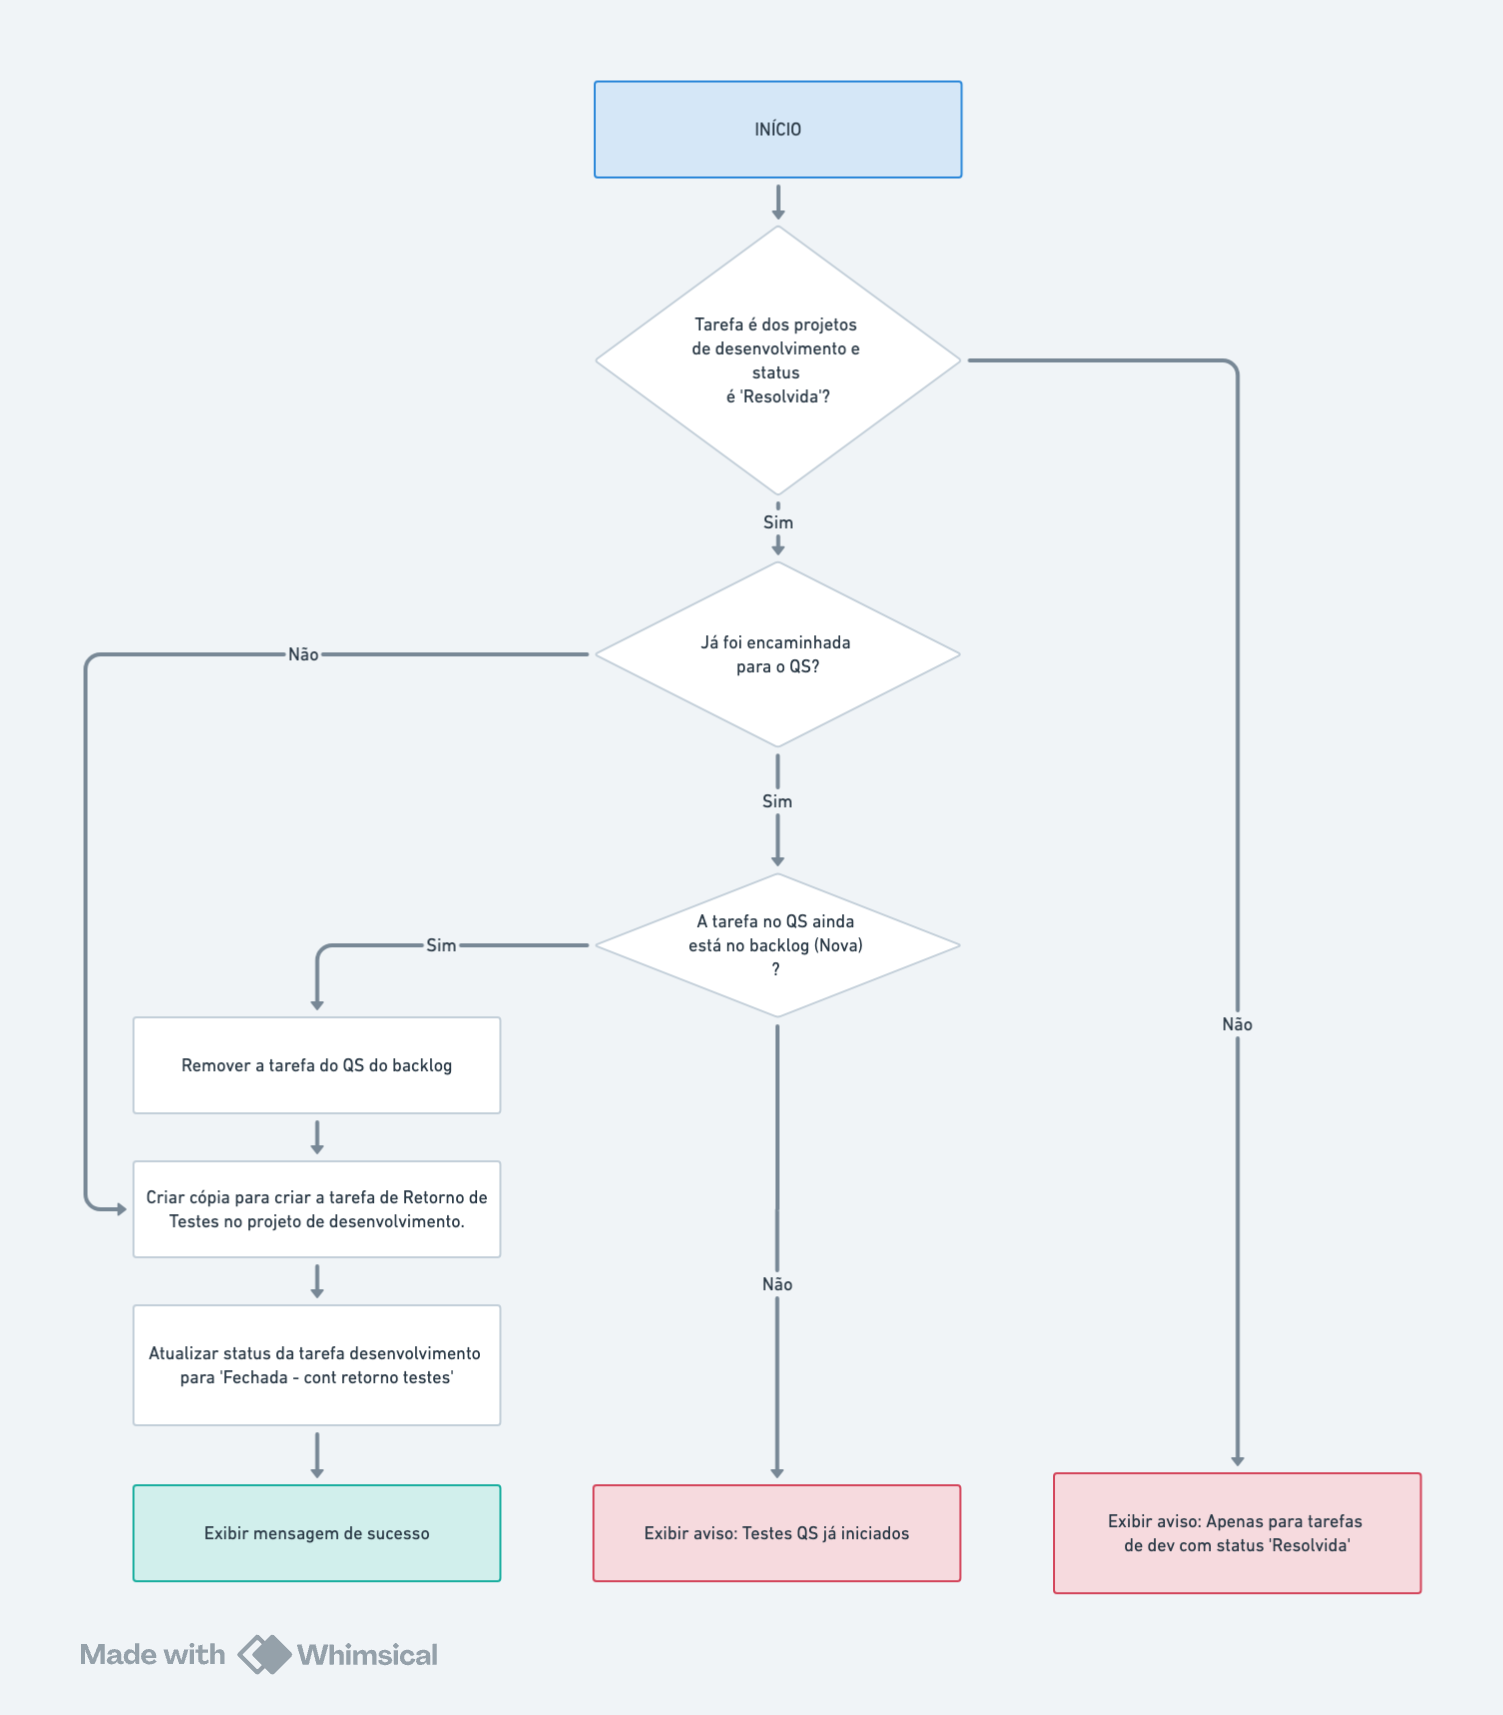 INÍCIO
Tarefa é dos projetos
de desenvolvimento e
status
é 'Resolvida'?
Sim
Já foi encaminhada
para o QS?
Não
Sim
A tarefa no QS ainda
está no backlog (Nova)
?
Sim
Não
Remover a tarefa do QS do backlog
Criar cópia para criar a tarefa de Retorno de
Testes no projeto de desenvolvimento.
Não
Atualizar status da tarefa desenvolvimento
para 'Fechada - cont retorno testes'
Exibir mensagem de sucesso
Exibir aviso: Testes QS já iniciados
Exibir aviso: Apenas para tarefas
de dev com status 'Resolvida'
Made with Whimsical